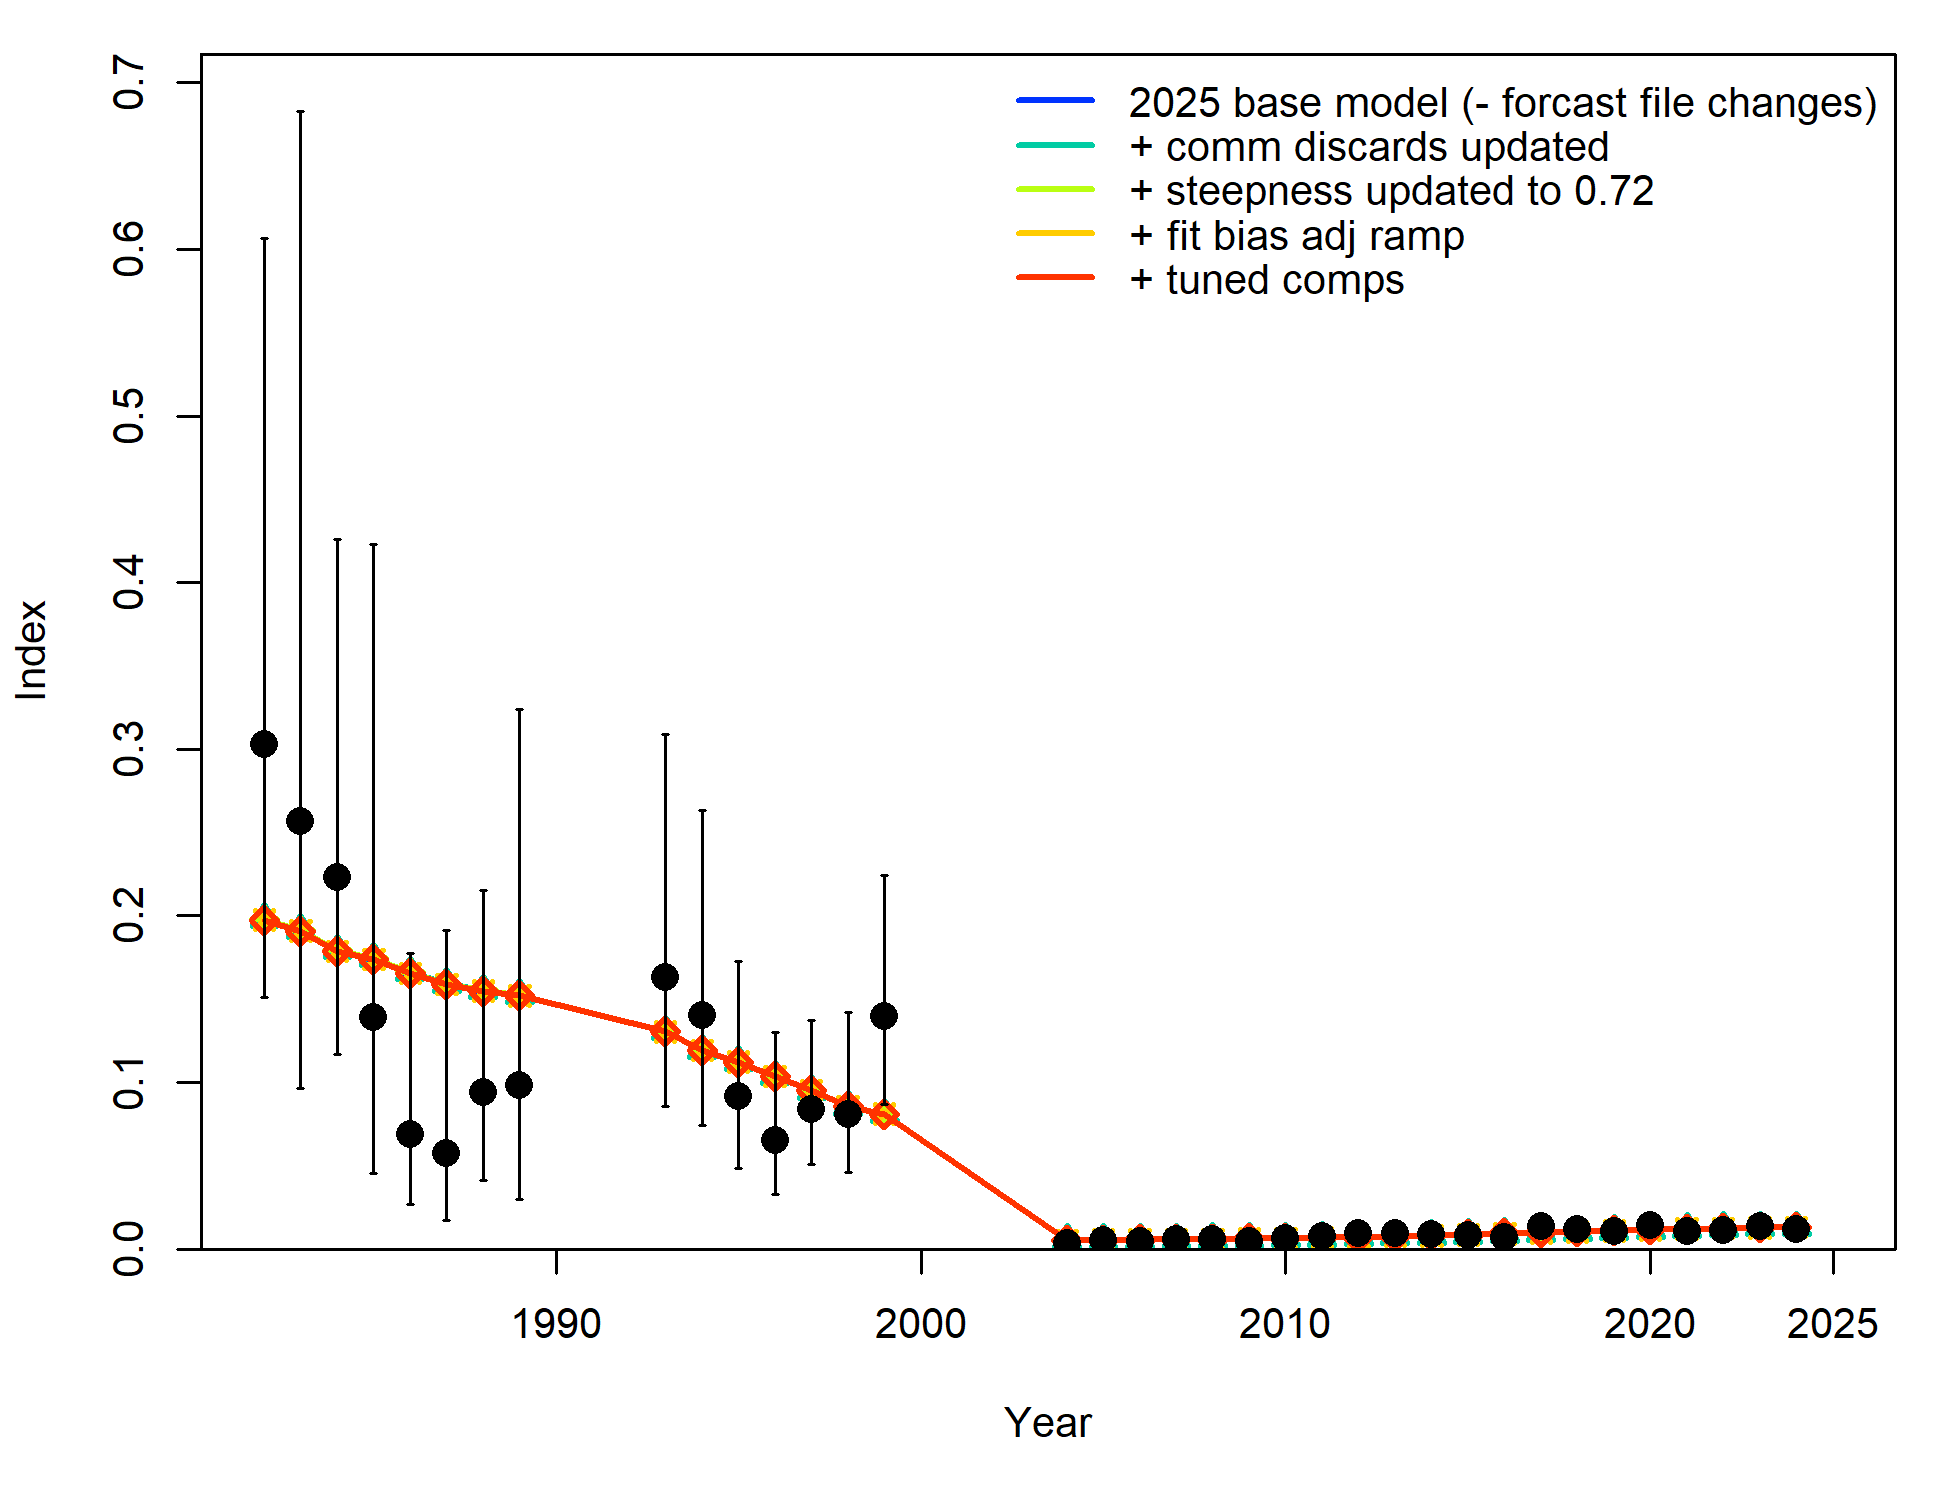 0.7
0.6
0.5
0.4
0.3
0.2
0.1
0.0
Index
2025 base model (- forcast file changes)
+ comm discards updated
+ steepness updated to 0.72
+ fit bias adj ramp
+ tuned comps
1990 2000 2010 2020 2025
Year